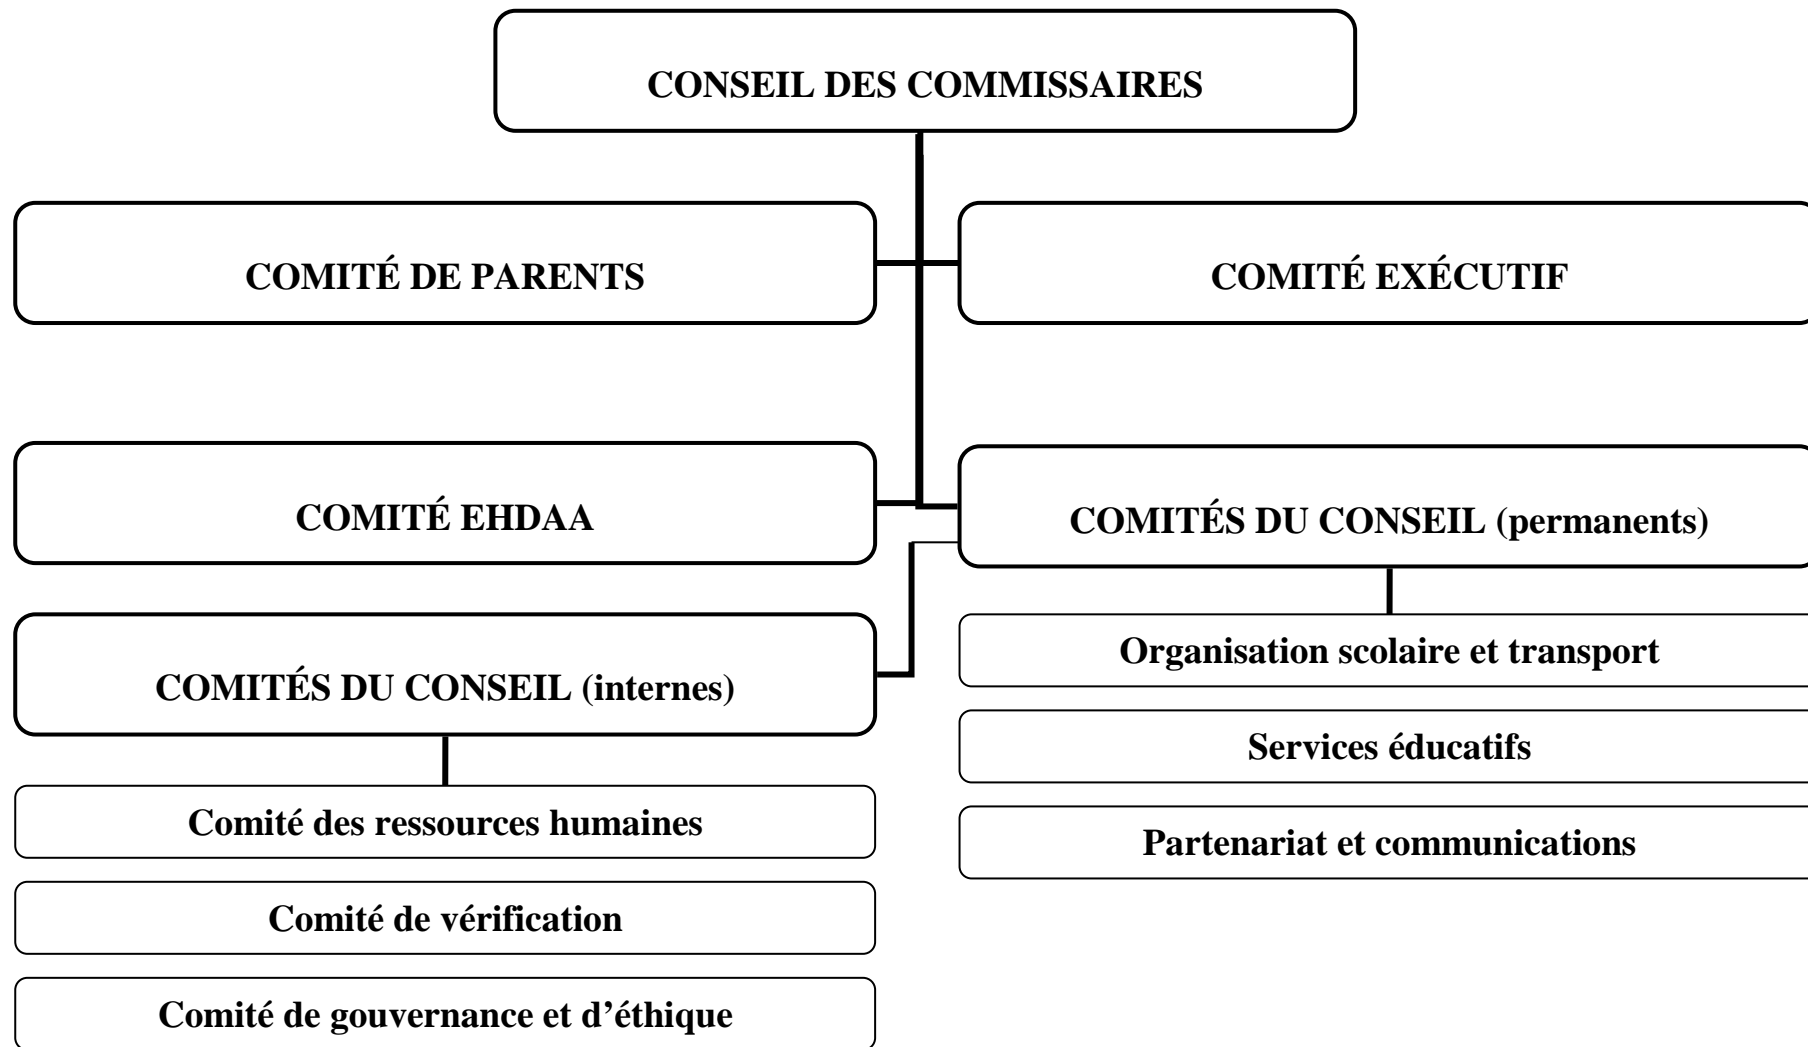 CONSEIL DES COMMISSAIRES
COMITÉ DE PARENTS
COMITÉ EXÉCUTIF
COMITÉ EHDAA
COMITÉS DU CONSEIL (permanents)
Organisation scolaire et transport
Services éducatifs
Partenariat et communications
COMITÉS DU CONSEIL (internes)
Comité des ressources humaines
Comité de vérification
Comité de gouvernance et d’éthique